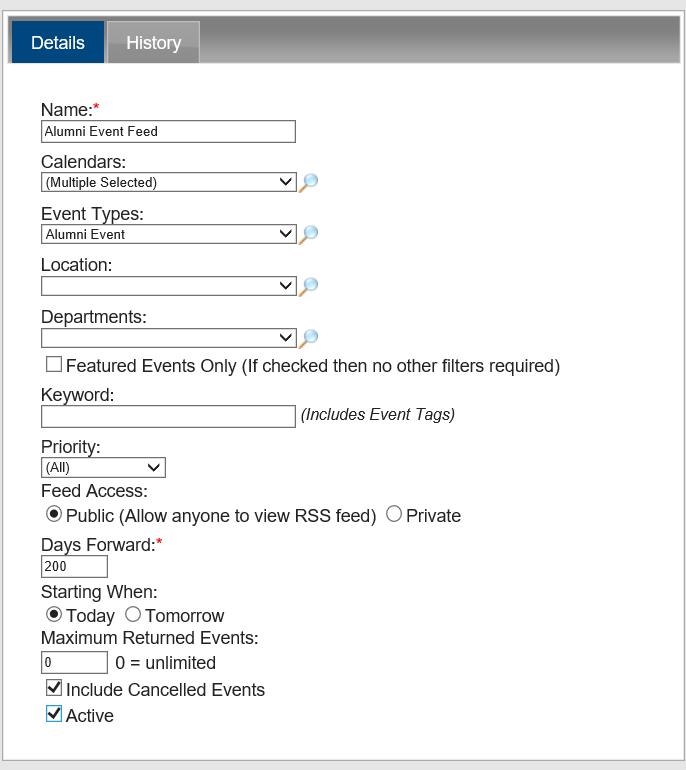 Details History
Name:*
Alumni Event Feed
Calendars:
(Multiple Selected)
Event Types:
Alumni Event
Location:
Departments:
Featured Events Only (If checked then no other filters required)
Keyword:
(Includes Event Tags)
Priority:
(All)
Feed Access:
Public (Allow anyone to view RSS feed) Private
Days Forward:*
200
Starting When:
Today Tomorrow
Maximum Returned Events:
0 0 = unlimited
Include Cancelled Events
Active